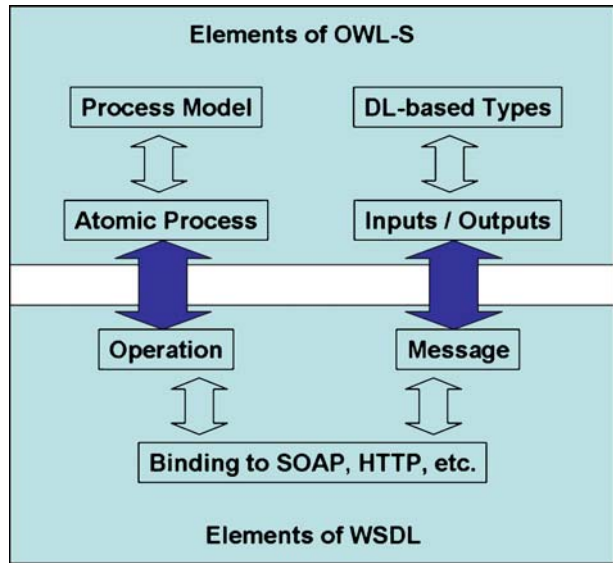 Elements of OWL-S
Process Model
DL-based Types
Atomic Process
Inputs / Outputs
Operation
Message
Binding to SOAP, HTTP, etc.
Elements of WSDL